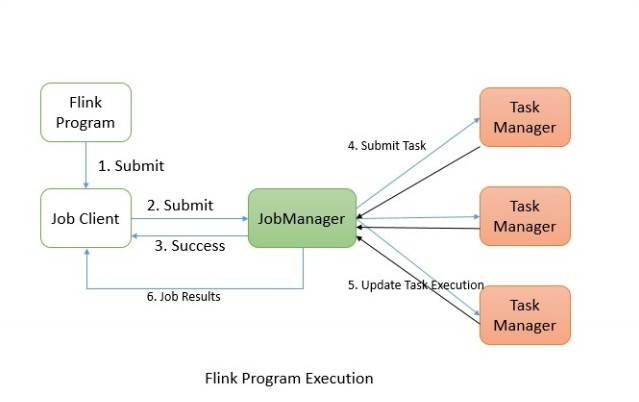 Flink
Program
1. Submit
Job Client
2. Submit
3. Success
JobManager
6. Job Results
4. Submit Task
5. Update Task Execution
Task
Manager
Task
Manager
Task
Manager
Flink Program Execution